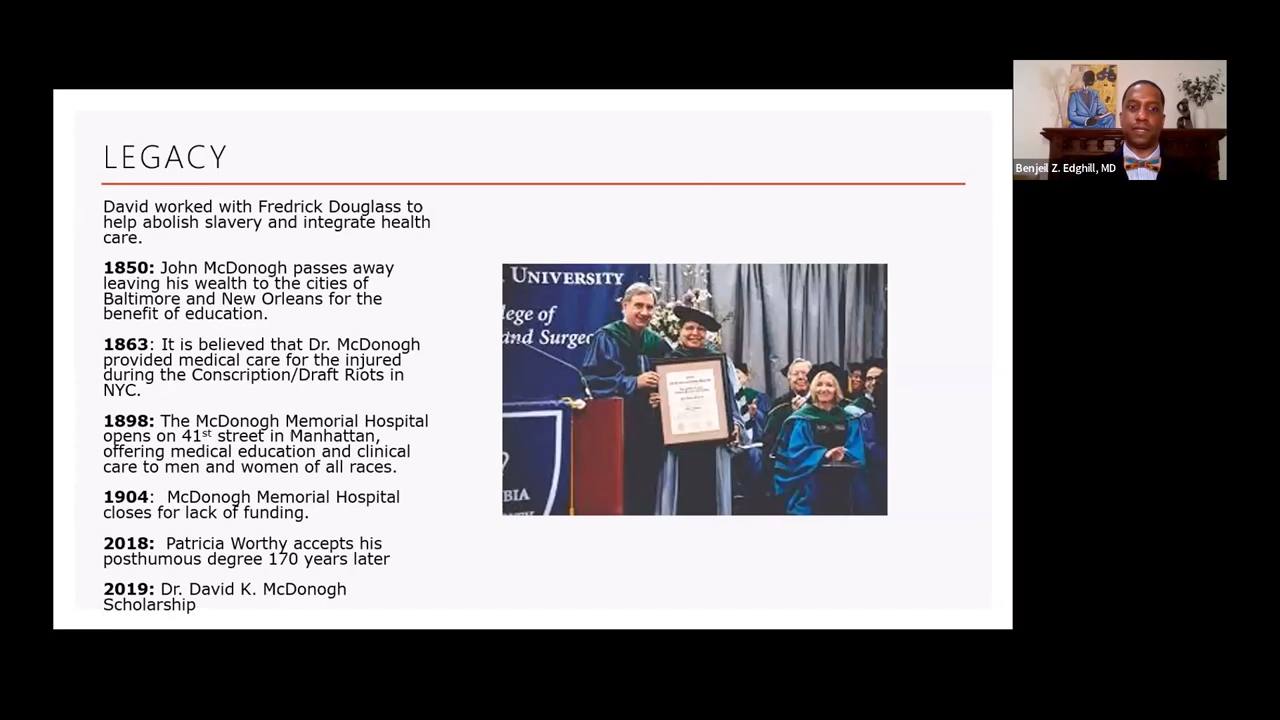 LEGACY
David worked with Fredrick Douglass to
help abolish slavery and integrate health
care.
1850: John McDonogh passes away
leaving his wealth to the cities of
Baltimore and New Orleans for the
benefit of education.
1863: It is believed that Dr. McDonogh
provided medical care for the injured
during the Conscription/Draft Riots in
NYC.
1898: The McDonogh Memorial Hospital
opens on 41st street in Manhattan,
offering medical education and clinical
care to men and women of all races.
1904: McDonogh Memorial Hospital
closes for lack of funding.
2018: Patricia Worthy accepts his
posthumous degree 170 years later
2019: Dr. David K. McDonogh
Scholarship
UNIVERSITY
lege of
and Surge
BIA
Benjeil Z. Edghill, MD